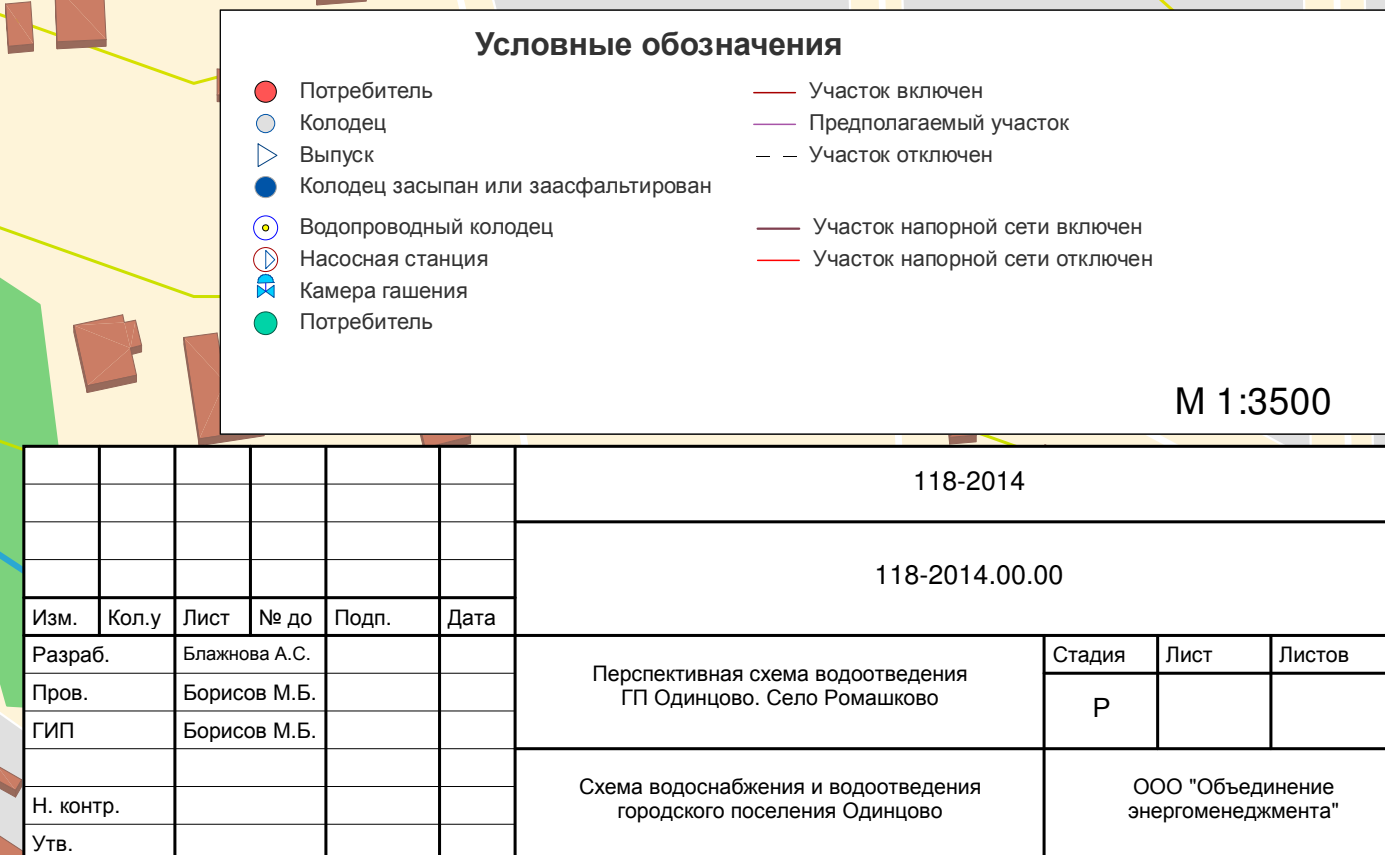 Условные обозначения
Потребитель
Колодец
Выпуск
Колодец засыпан или заасфальтирован
Водопроводный колодец
Насосная станция
Камера гашения
Потребитель
Участок включен
Предполагаемый участок
Участок отключен
Участок напорной сети включен
Участок напорной сети отключен
М 1:3500
118-2014
118-2014.00.00
Изм. Кол.у Лист № до Подп. Дата
Разраб. Блажнова А.С.
Пров. Борисов М.Б.
ГИП Борисов М.Б.
Н. контр.
Утв.
Перспективная схема водоотведения
ГП Одинцово. Село Ромашково
Стадия Лист Листов
Р
Схема водоснабжения и водоотведения
городского поселения Одинцово
ООО "Объединение
энергоменеджмента"